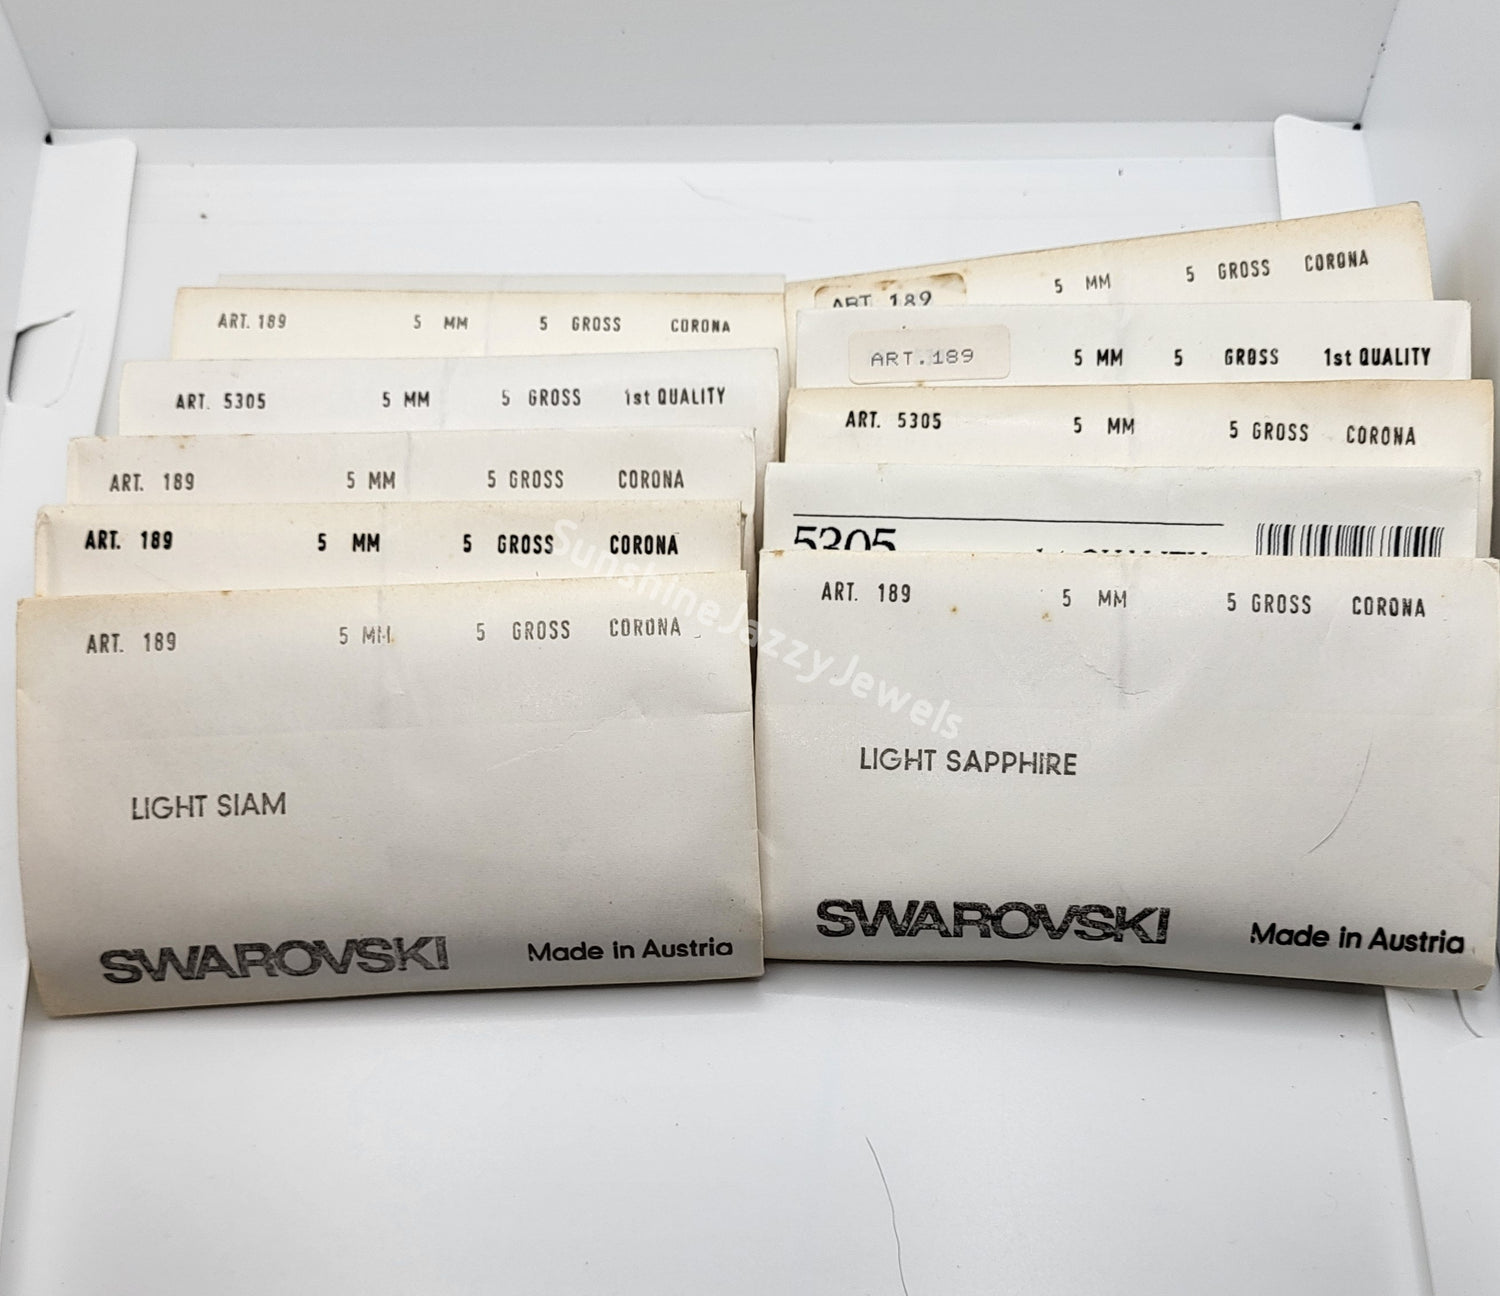 ART. 189 5 MM 5 GROSS CORONA
ART. 5305 5 MM 5 GROSS 1st QUALITY
ART. 189 5 MM 5 GROSS CORONA
ART. 189 5 MM 5 GROSS CORONA
ART. 189 5 MM 5 GROSS CORONA
LIGHT SIAM
SWAROVSKI Made in Austria
ART. 189 5 MM 5 GROSS CORONA
ART.189 5 MM 5 GROSS 1st QUALITY
ART. 5305 5 MM 5 GROSS CORONA
5305 1st QUALITY
ART. 189 5 MM 5 GROSS CORONA
LIGHT SAPPHIRE
SWAROVSKI Made in Austria
SunshineJazzyJewels